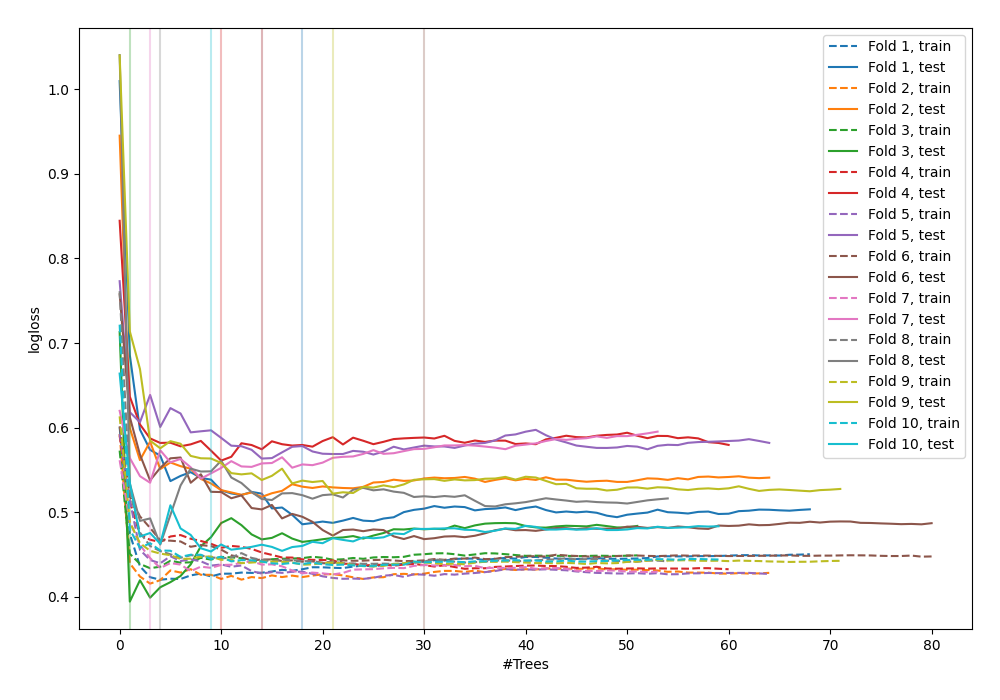 1.0
0.9
0.8
0.7
0.6
0.5
0.4
logloss
0
10
20
30
40
50
60
70
80
#Trees
Fold 1, train
Fold 1, test
Fold 2, train
Fold 2, test
Fold 3, train
Fold 3, test
Fold 4, train
Fold 4, test
Fold 5, train
Fold 5, test
Fold 6, train
Fold 6, test
Fold 7, train
Fold 7, test
Fold 8, train
Fold 8, test
Fold 9, train
Fold 9, test
Fold 10, train
Fold 10, test